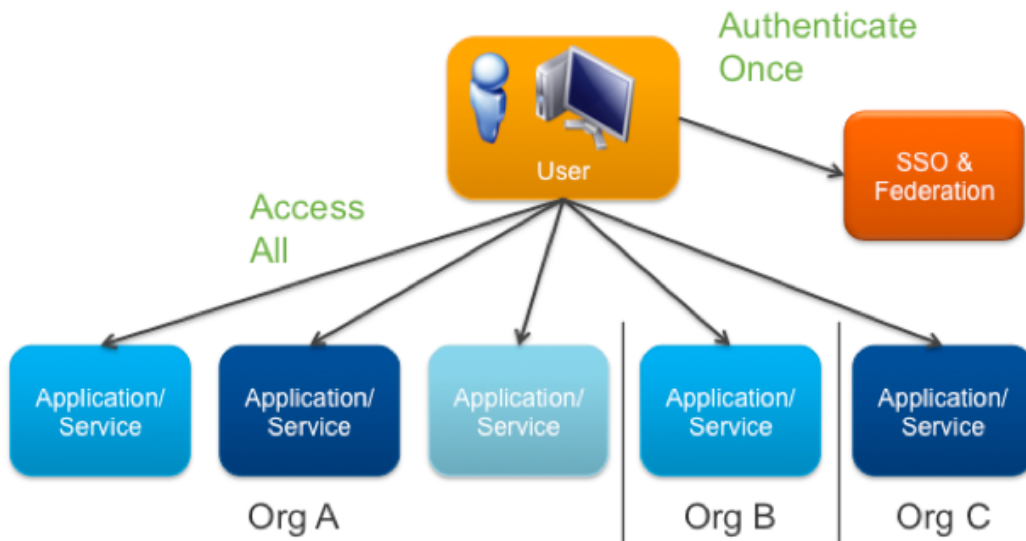 Authenticate
Once
User
SSO &
Federation
Access
All
Application/
Service
Application/
Service
Application/
Service
Application/
Service
Application/
Service
Org A
Org B
Org C